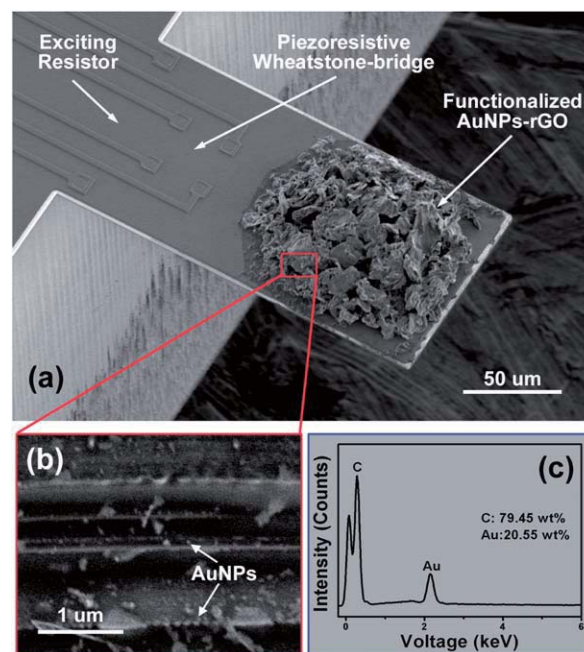 Exciting
Resistor
Piezoresistive
Wheatstone-bridge
Functionalized
AuNPs-rGO
(a)
50 um
(b)
AuNPs
1 um
(c)
Intensity (Counts)
C
C: 79.45 wt%
Au:20.55 wt%
Au
0 2 4 6
Voltage (keV)